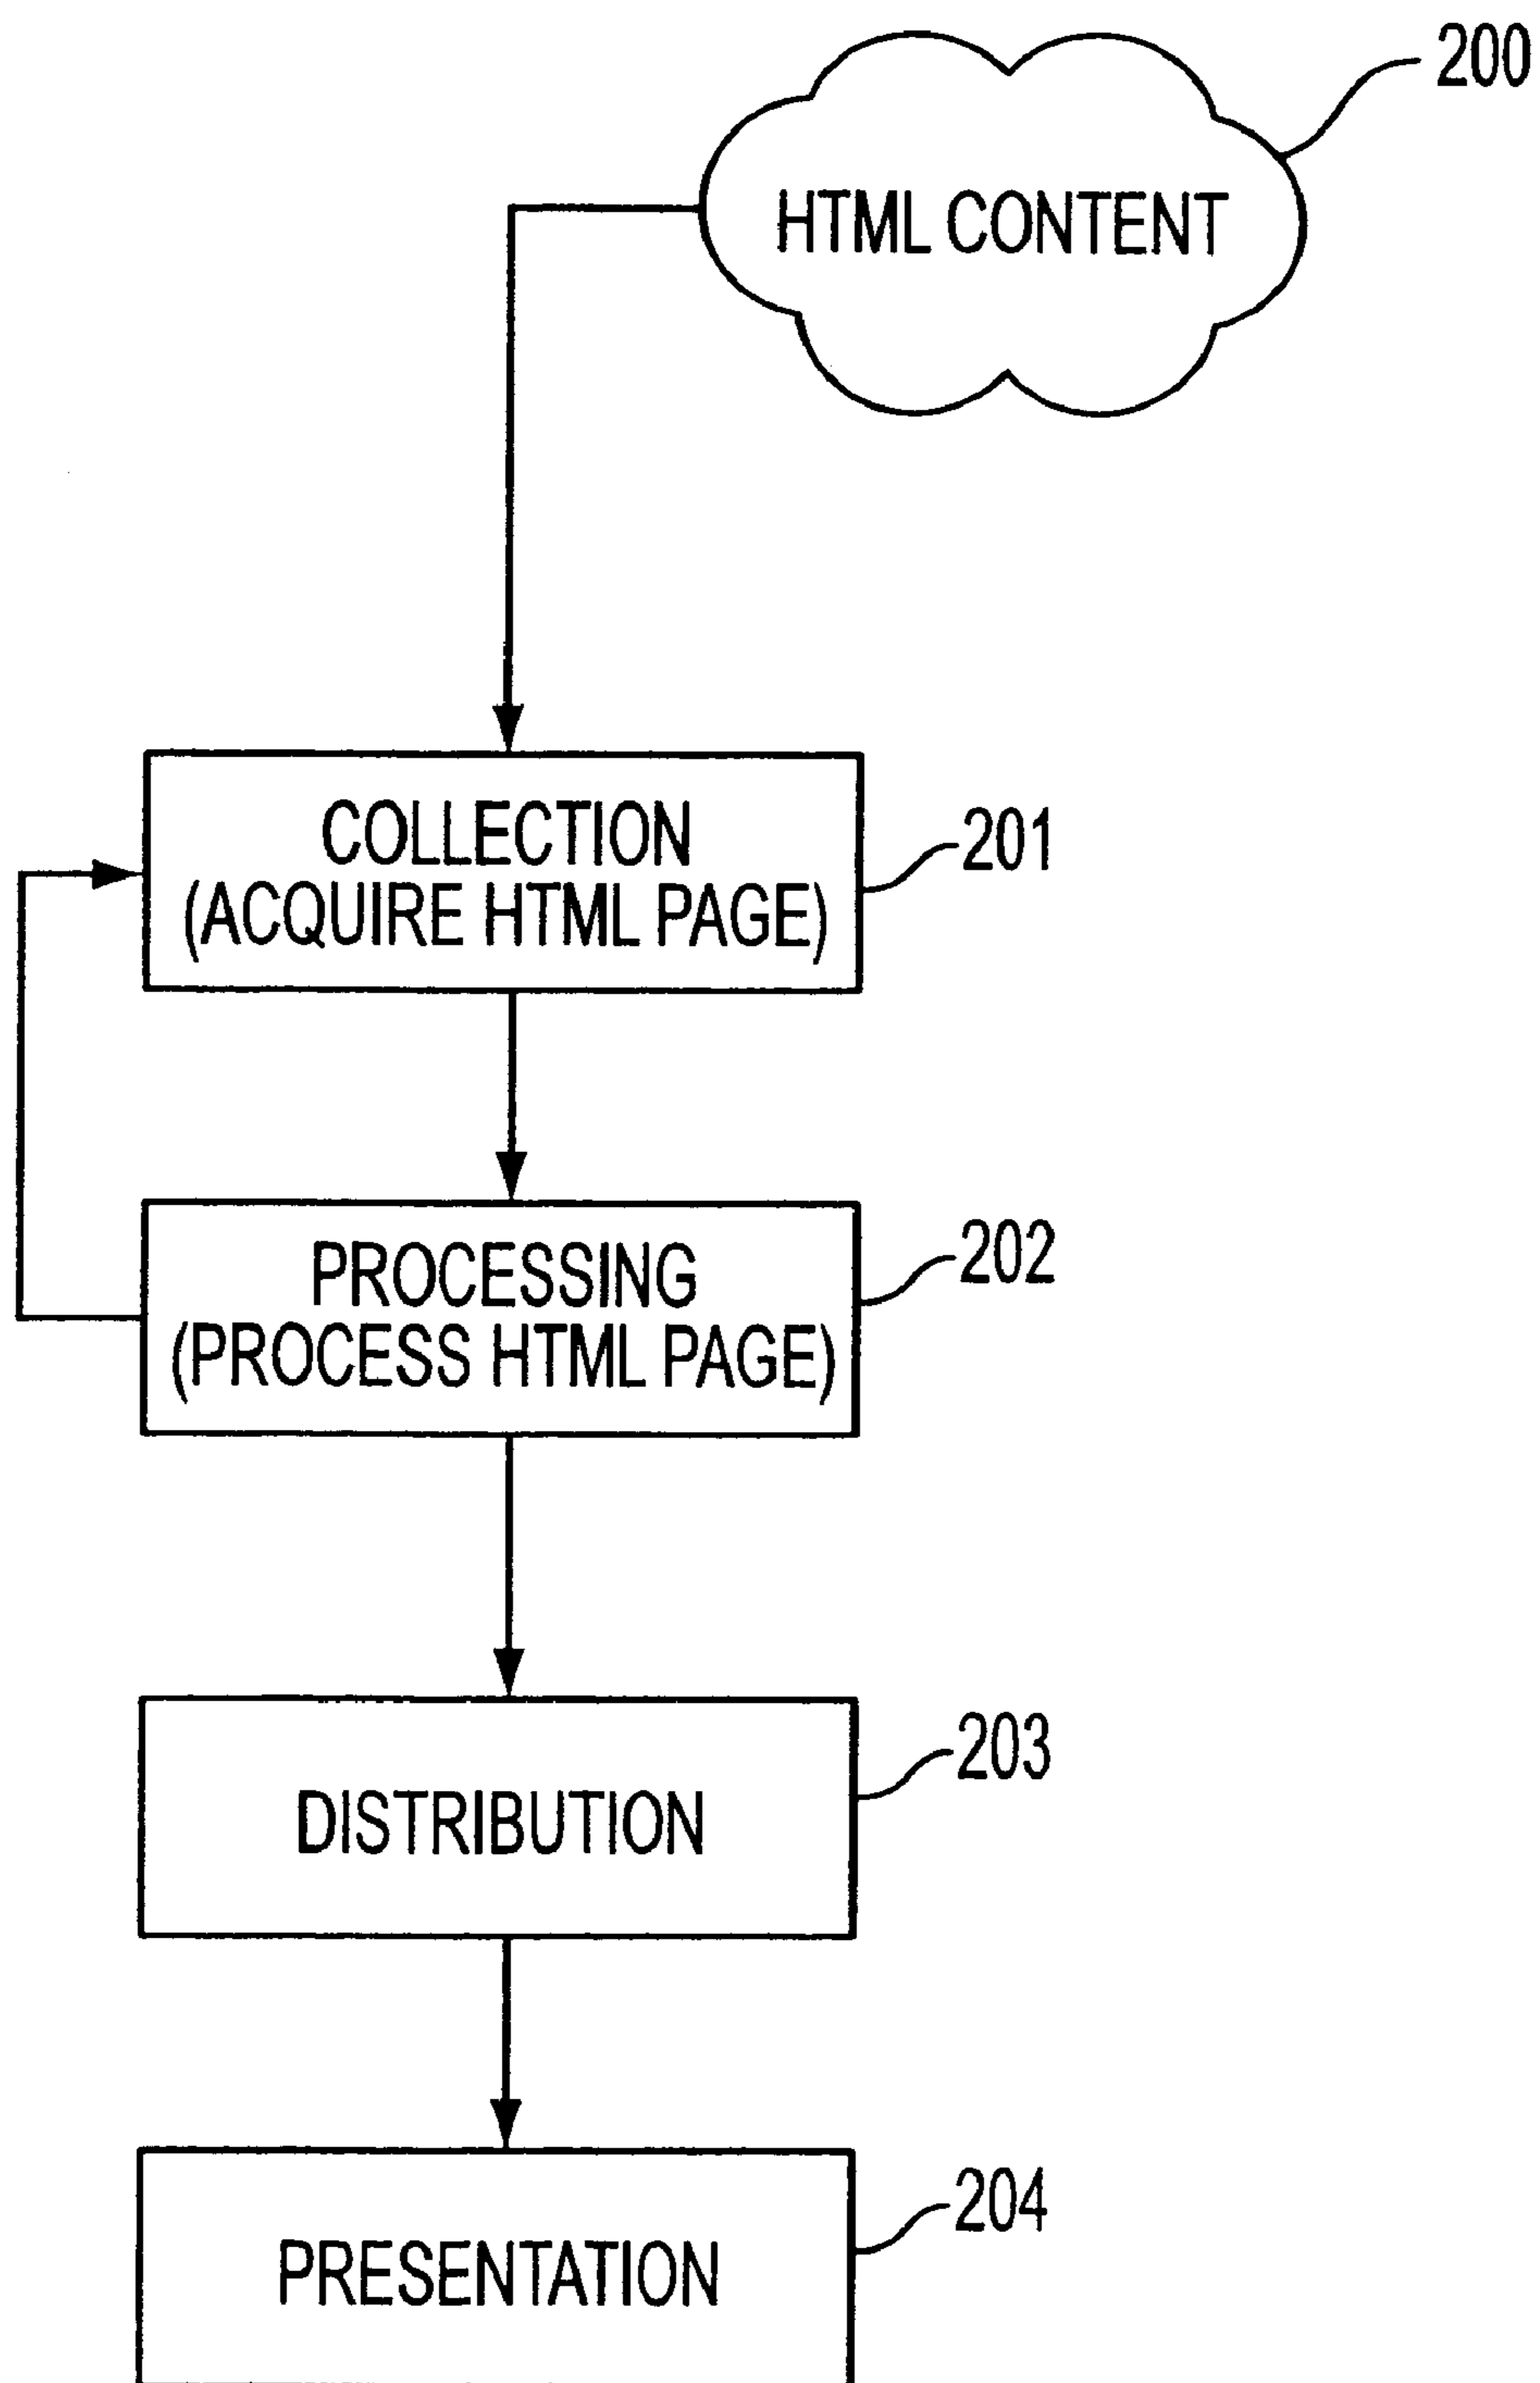 200
HTML CONTENT
COLLECTION
(ACQUIRE HTML PAGE)
201
PROCESSING
(PROCESS HTML PAGE)
202
DISTRIBUTION
203
PRESENTATION
204